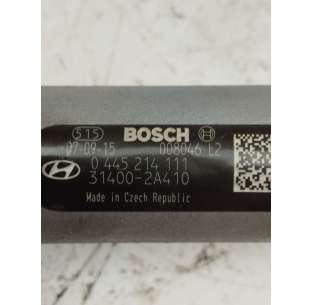 515 BOSCH
07-09-15 008046 L2
0 445 214 111
31400-2A410
Made in Czech Republic